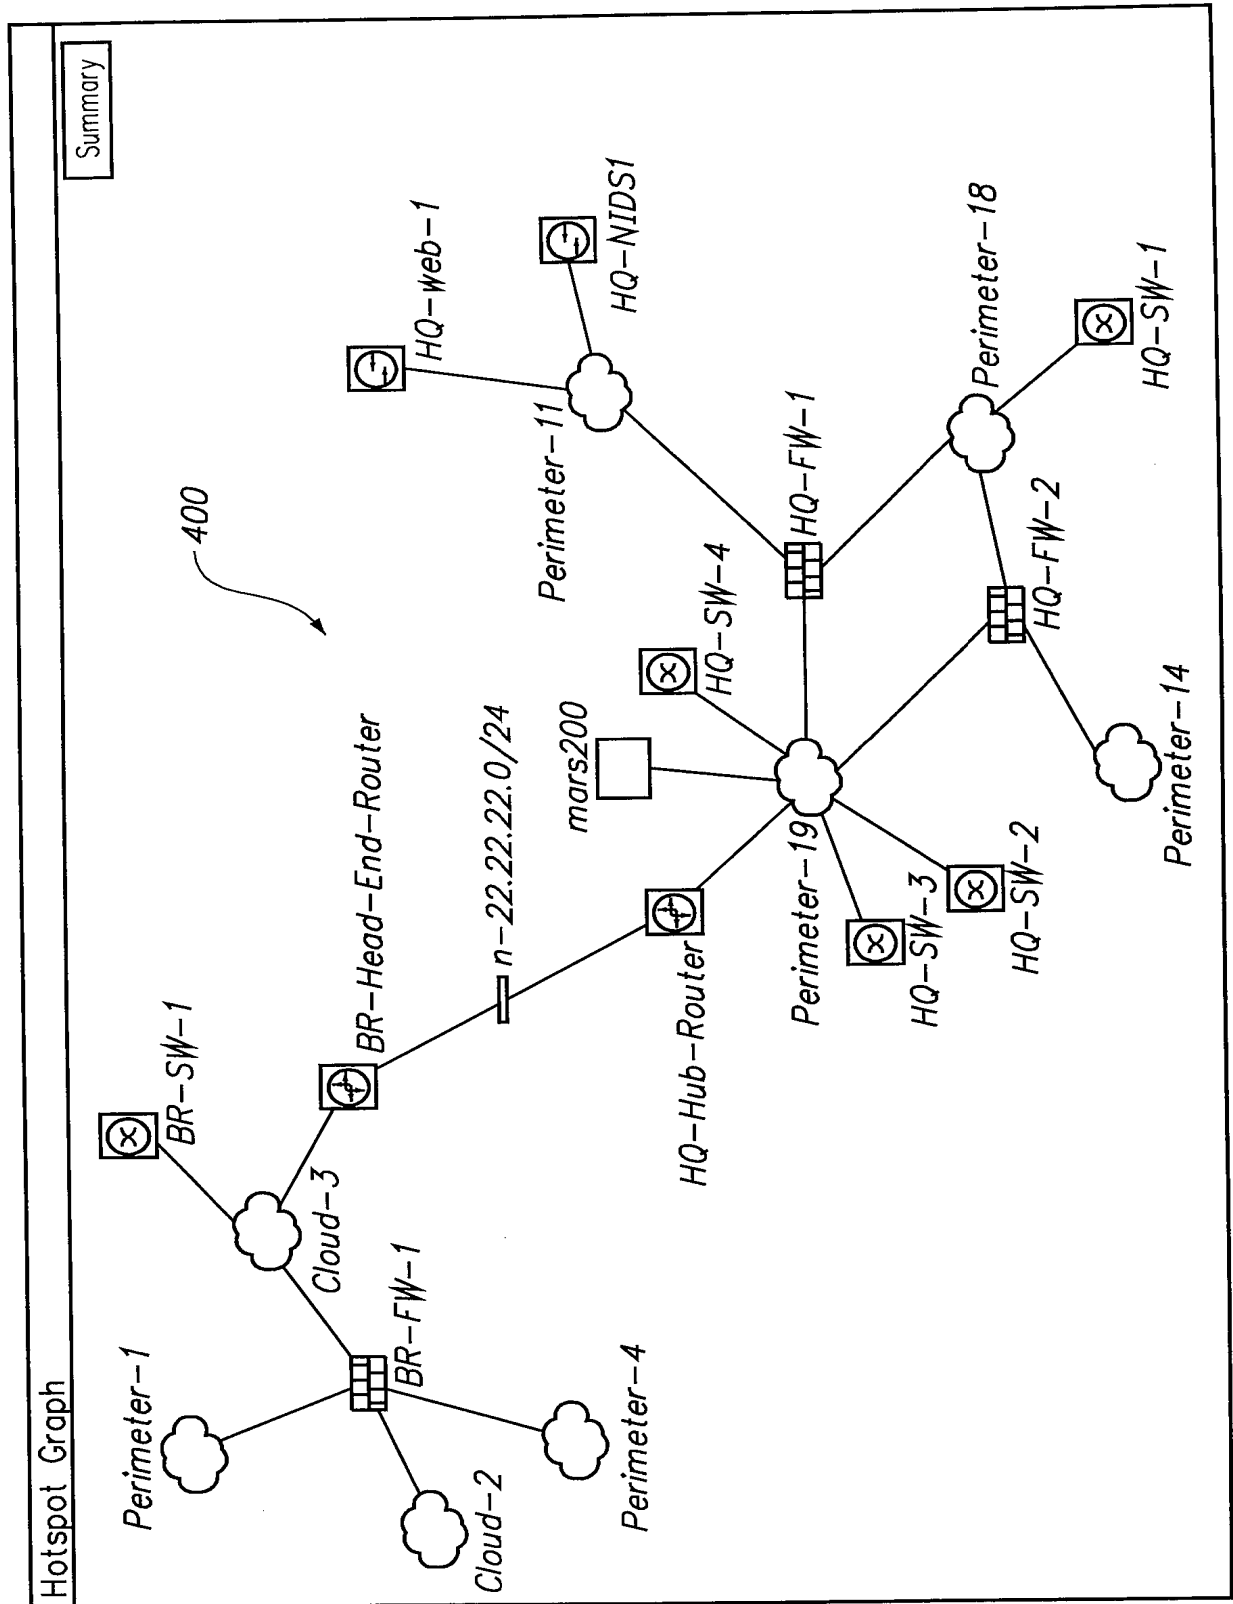 Hotspot Graph
Summary
400
Perimeter-1
BR-SW-1
Cloud-3
BR-Head-End-Router
BR-FW-1
Cloud-2
Perimeter-4
n-22.22.22.0/24
HQ-web-1
HQ-NIDS1
Perimeter-11
mars200
HQ-SW-4
HQ-FW-1
HQ-Hub-Router
Perimeter-19
HQ-SW-3
HQ-SW-2
Perimeter-18
HQ-FW-2
HQ-SW-1
Perimeter-14